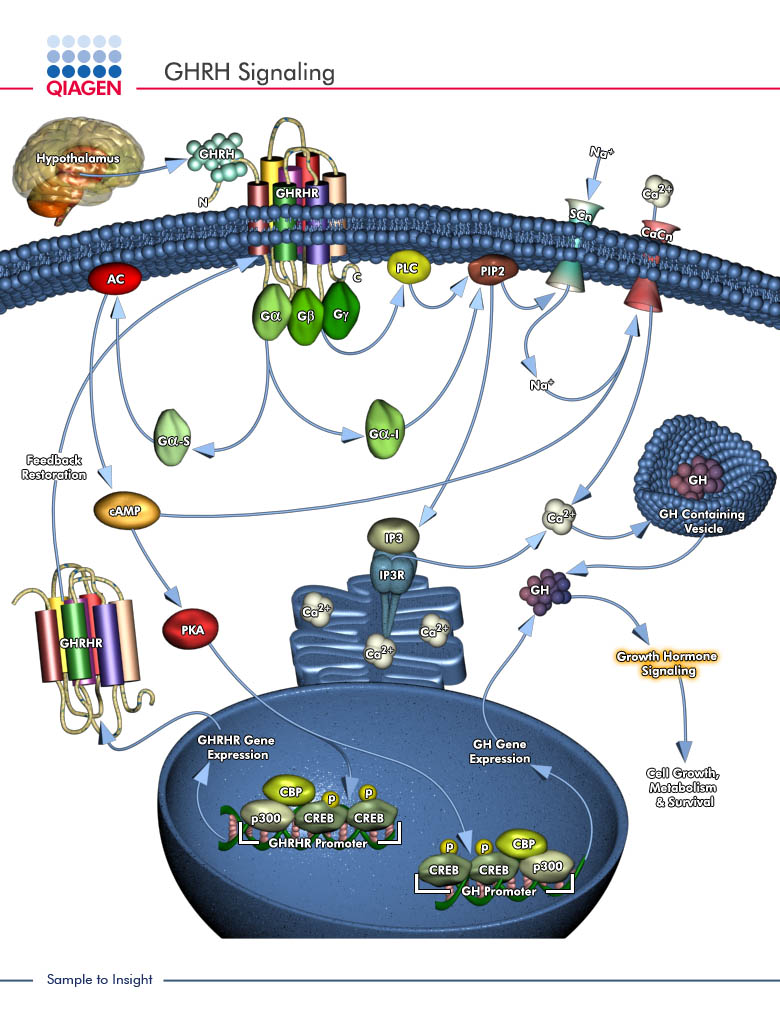 QIAGEN
GHRH Signaling
Hypothalamus
GHRH
N
GHRHR
C
Na⁺
SCn
Ca²⁺
CaCn
AC
PLC
PIP2
Gα
Gβ
Gγ
Na⁺
Gα-S
Gα-I
Feedback
Restoration
cAMP
GH
GH Containing
Vesicle
Ca²⁺
IP3
IP3R
GH
Ca²⁺
Ca²⁺
Ca²⁺
PKA
GHRHR
Growth Hormone
Signaling
GHRHR Gene
Expression
GH Gene
Expression
Cell Growth,
Metabolism
& Survival
CBP
p
p
p300
CREB
CREB
GHRHR Promoter
p
p
CBP
CREB
CREB
p300
GH Promoter
Sample to Insight